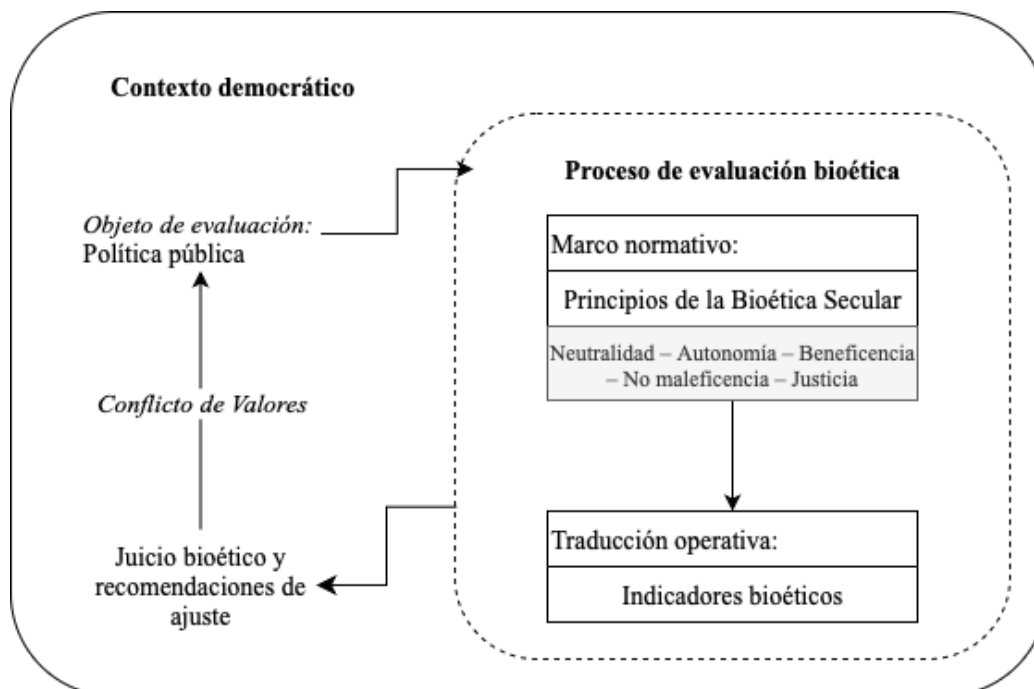 Contexto democrático
Proceso de evaluación bioética
Objeto de evaluación:
Política pública
Marco normativo:
Principios de la Bioética Secular
Neutralidad – Autonomía – Beneficencia
– No maleficencia – Justicia
Conflicto de Valores
Traducción operativa:
Indicadores bioéticos
Juicio bioético y
recomendaciones de
ajuste